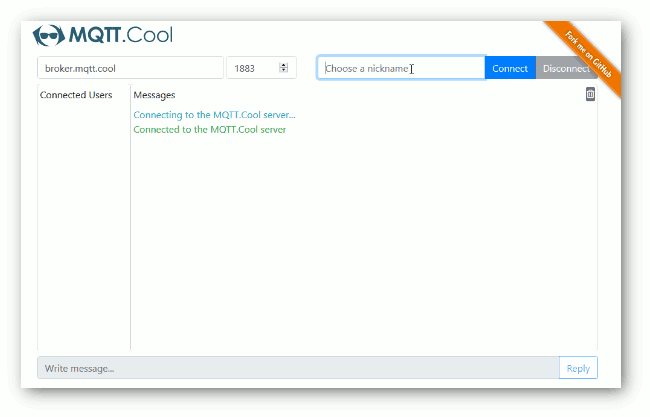 MQTT.Cool
Fork me on GitHub
broker.mqtt.cool
1883
Choose a nickname
Connect
Disconnect
Connected Users
Messages
Connecting to the MQTT.Cool server...
Connected to the MQTT.Cool server
Write message...
Reply